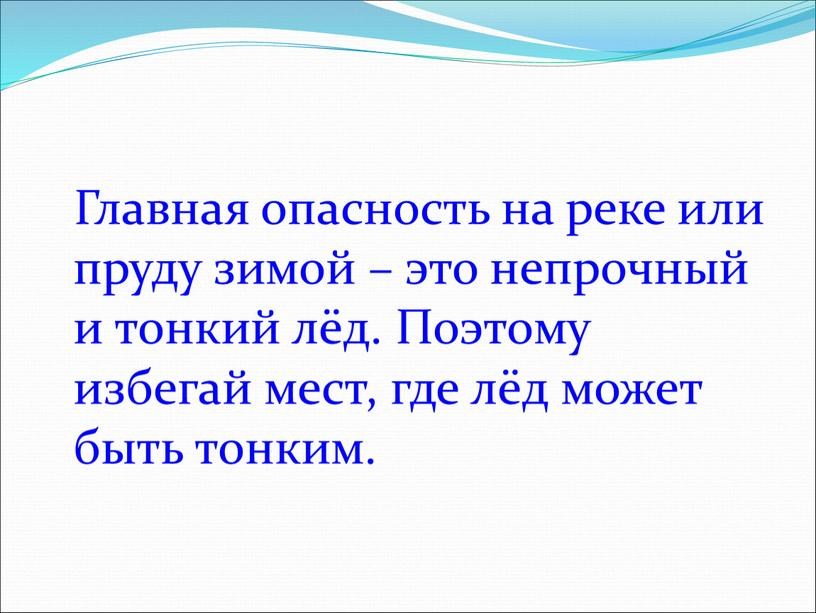 Главная опасность на реке или
пруду зимой – это непрочный
и тонкий лёд. Поэтому
избегай мест, где лёд может
быть тонким.